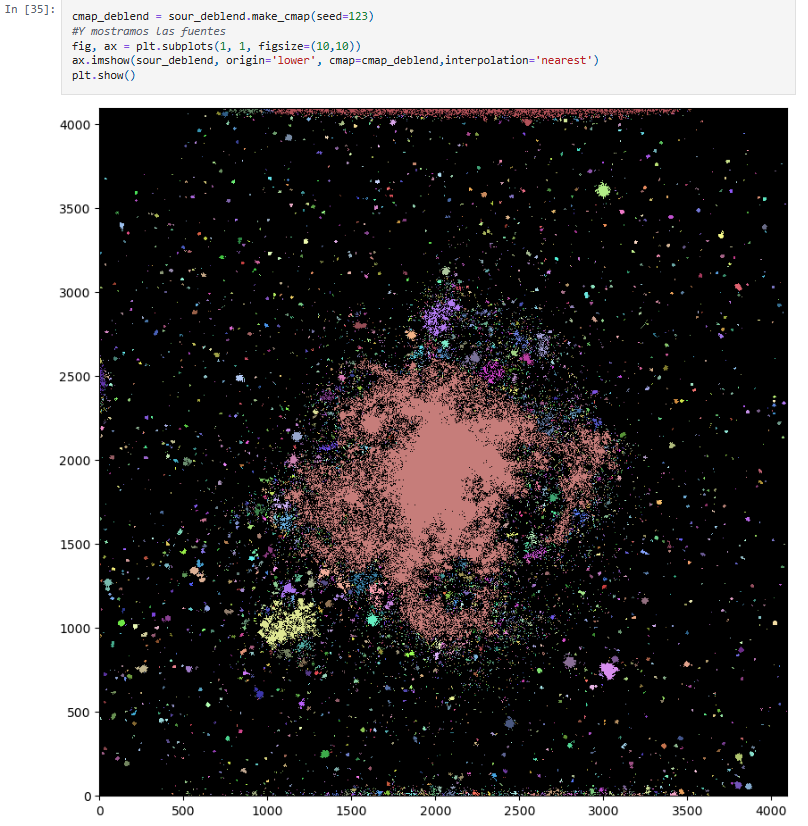 In [35]:
cmap_deblend = sour_deblend.make_cmap(seed=123)
#Y mostramos las fuentes
fig, ax = plt.subplots(1, 1, figsize=(10,10))
ax.imshow(sour_deblend, origin='lower', cmap=cmap_deblend,interpolation='nearest')
plt.show()
4000
3500
3000
2500
2000
1500
1000
500
0
0 500 1000 1500 2000 2500 3000 3500 4000